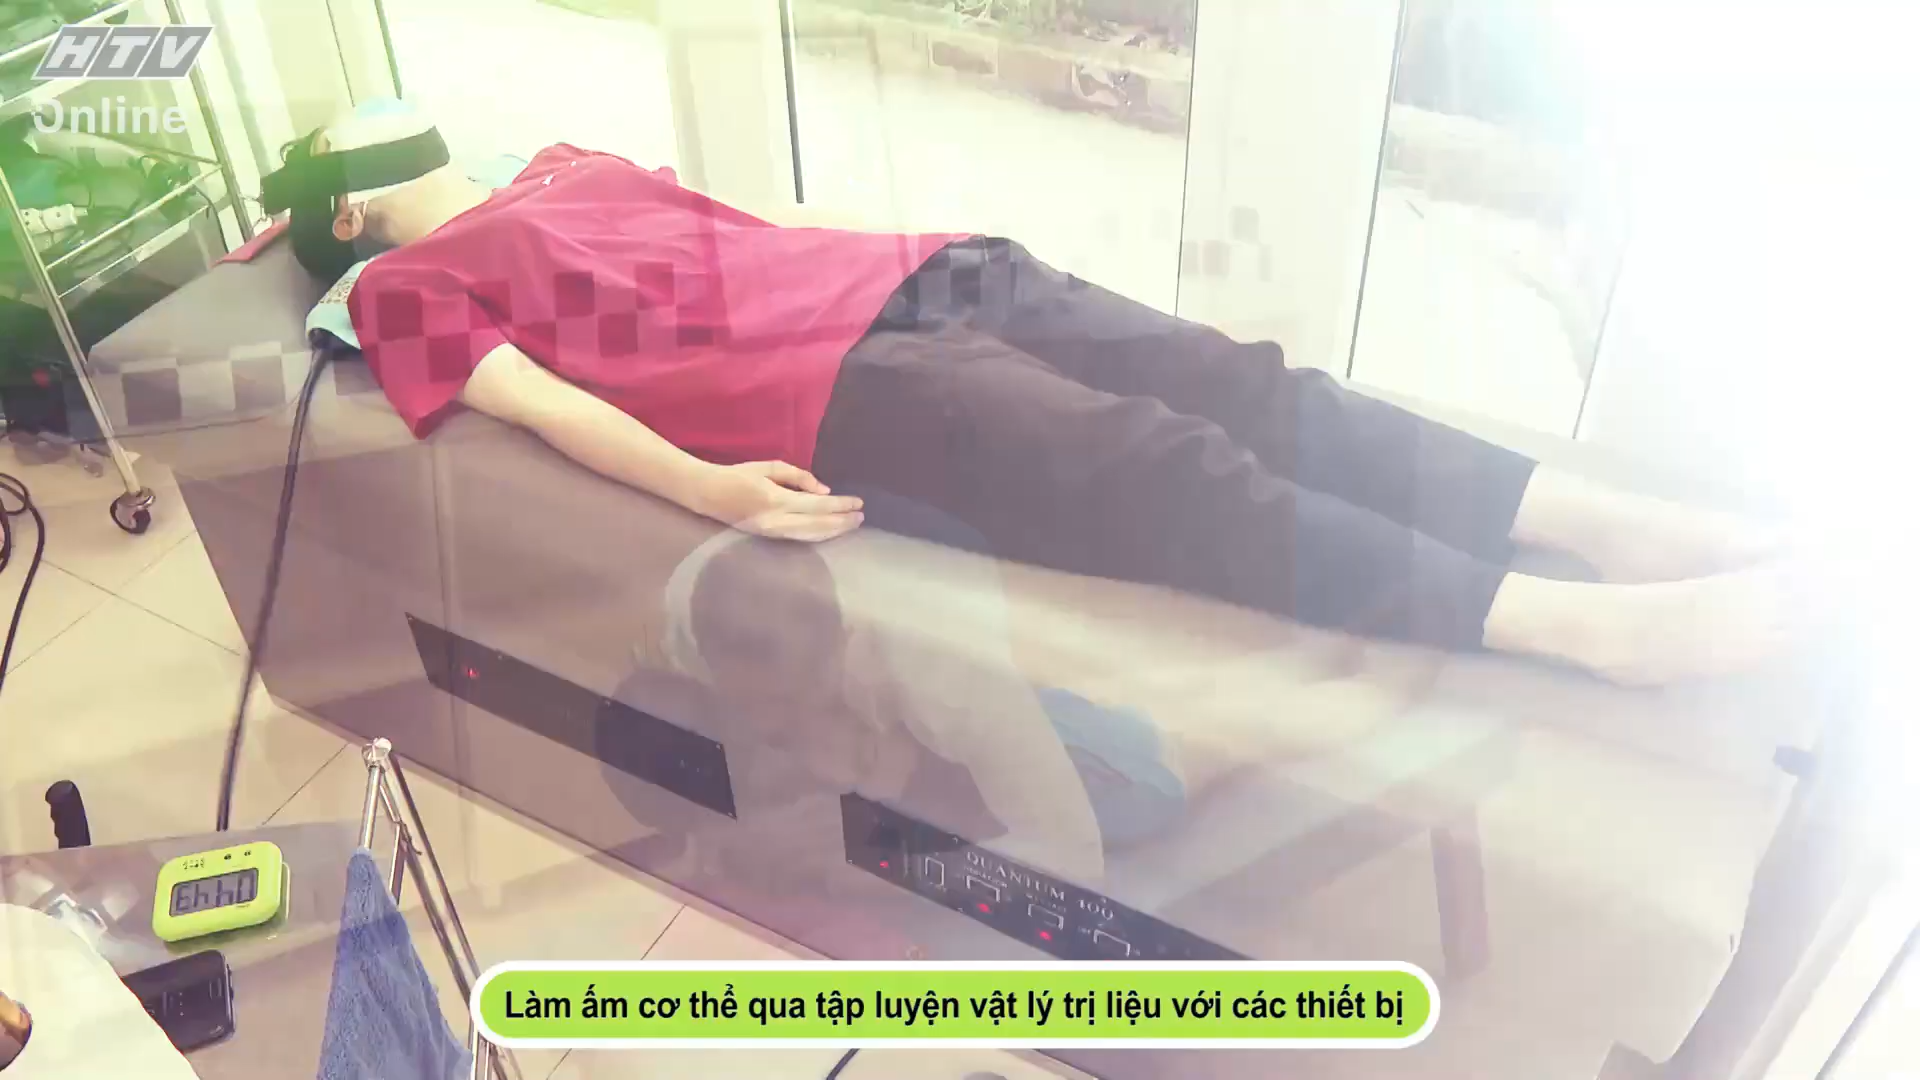 HTV
Online
QUANTUM 400
Làm ấm cơ thể qua tập luyện vật lý trị liệu với các thiết bị